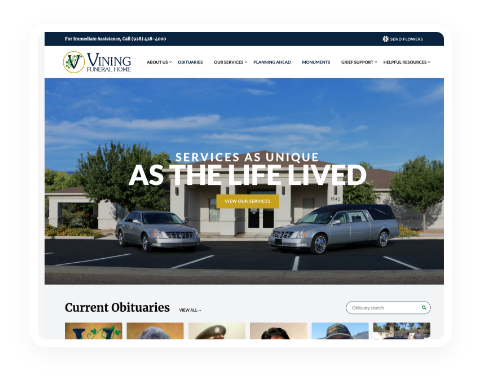 For Immediate Assistance, Call (928) 428-4000
SEND FLOWERS
VINING
FUNERAL HOME
ABOUT US
OBITUARIES
OUR SERVICES
PLANNING AHEAD
MONUMENTS
GRIEF SUPPORT
HELPFUL RESOURCES
SERVICES AS UNIQUE
AS THE LIFE LIVED
VIEW OUR SERVICES
1940
Current Obituaries
VIEW ALL→
Obituary search